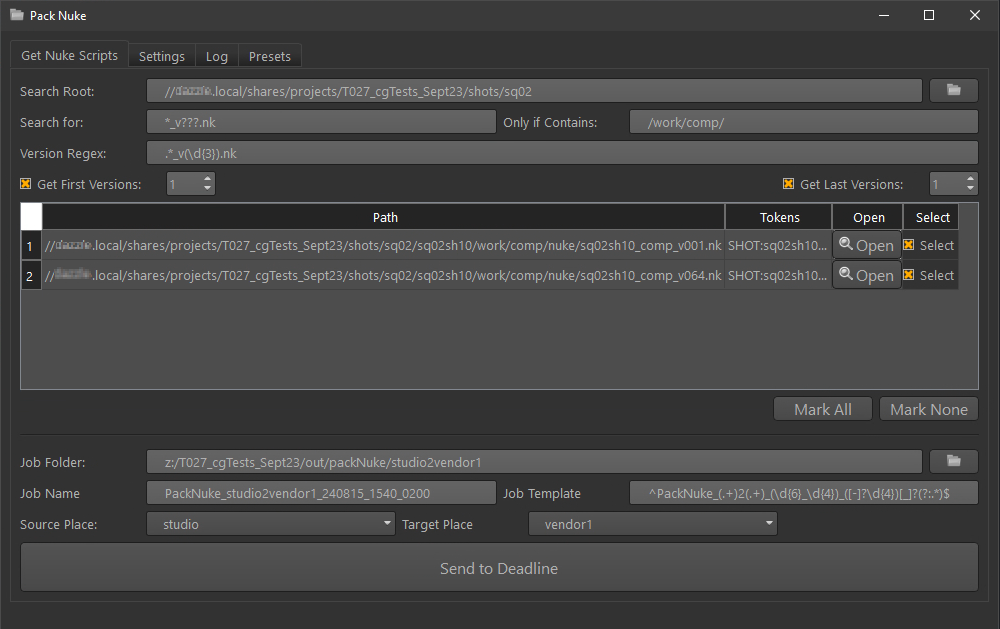 Pack Nuke
Get Nuke Scripts Settings Log Presets
Search Root: // .local/shares/projects/T027_cgTests_Sept23/shots/sq02
Search for: *_v???.nk Only if Contains: /work/comp/
Version Regex: .*_v(\d{3}).nk
Get First Versions: 1 Get Last Versions: 1
Path Tokens Open Select
1 // .local/shares/projects/T027_cgTests_Sept23/shots/sq02/sq02sh10/work/comp/nuke/sq02sh10_comp_v001.nk SHOT:sq02sh10... Open Select
2 // .local/shares/projects/T027_cgTests_Sept23/shots/sq02/sq02sh10/work/comp/nuke/sq02sh10_comp_v064.nk SHOT:sq02sh10... Open Select
Mark All Mark None
Job Folder: z:/T027_cgTests_Sept23/out/packNuke/studio2vendor1
Job Name PackNuke_studio2vendor1_240815_1540_0200 Job Template ^PackNuke_(.+)2(.+)_(\d{6}_\d{4})_([-]?\d{4})[_]?(?:.*)$
Source Place: studio Target Place vendor1
Send to Deadline